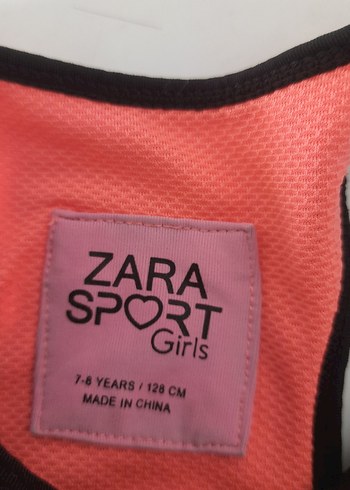 ZARA
SPORT
Girls
7-8 YEARS / 128 CM
MADE IN CHINA